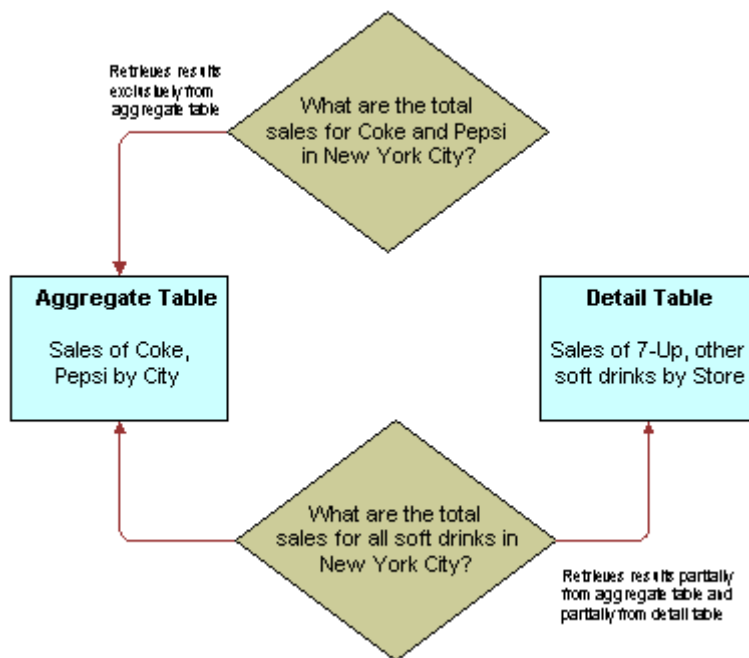 Retrieves results
exclusively from
aggregate table
What are the total
sales for Coke and Pepsi
in New York City?
Aggregate Table
Sales of Coke,
Pepsi by City
Detail Table
Sales of 7-Up, other
soft drinks by Store
What are the total
sales for all soft drinks in
New York City?
Retrieves results partially
from aggregate table and
partially from detail table